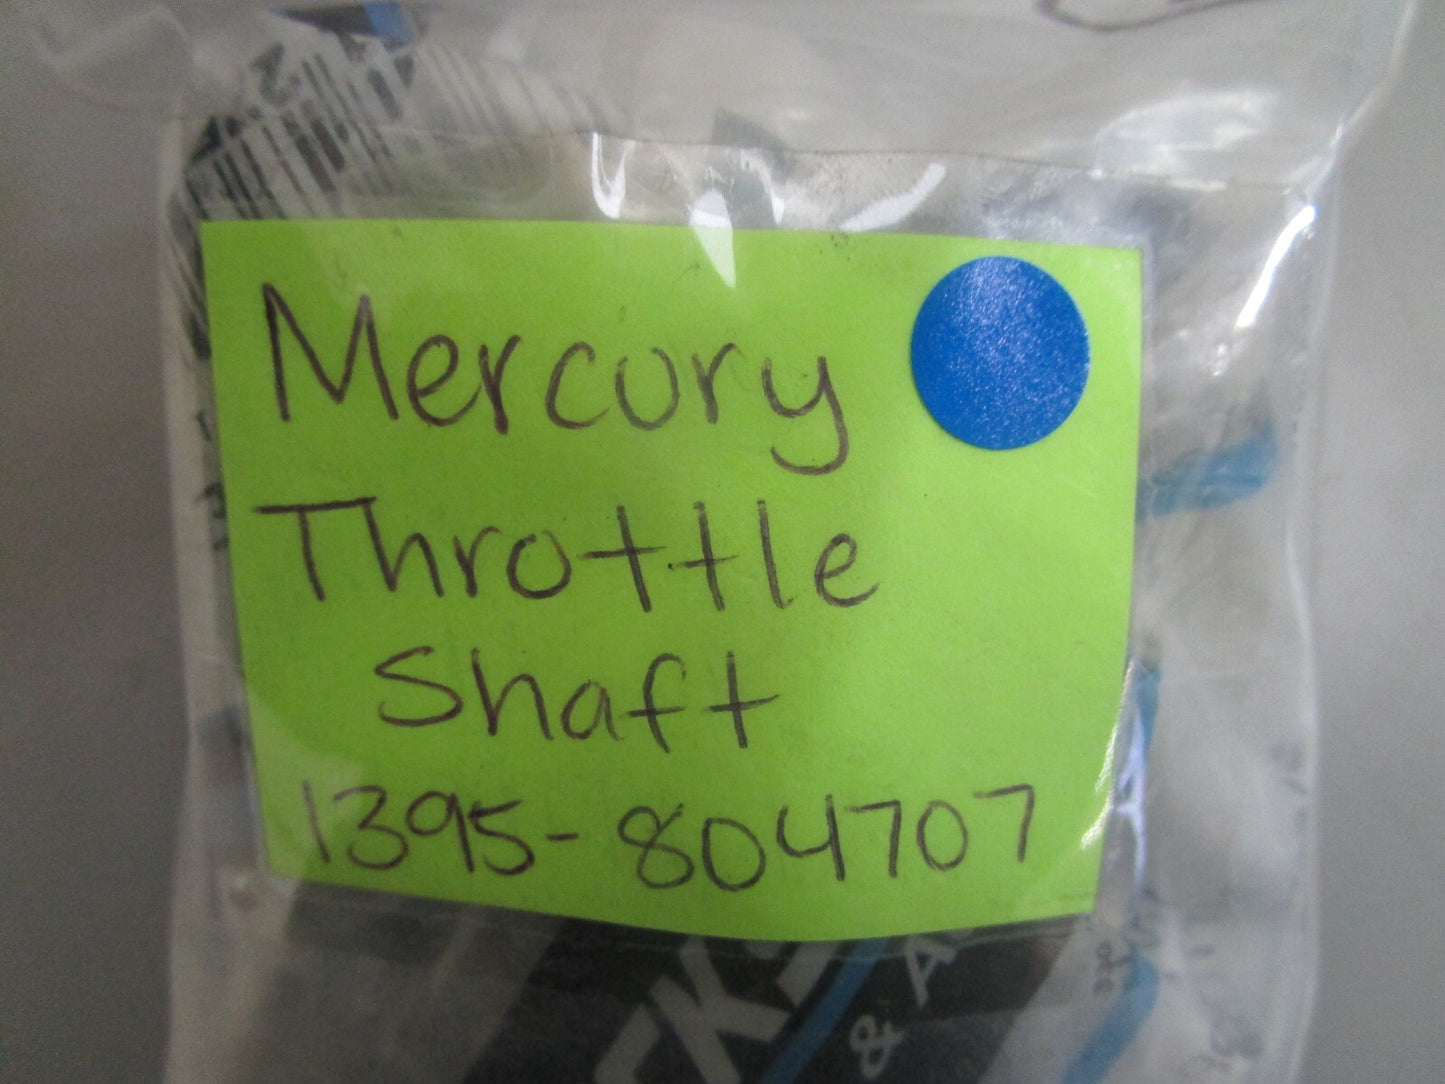 Mercury
Throttle
Shaft
1395-804707
&